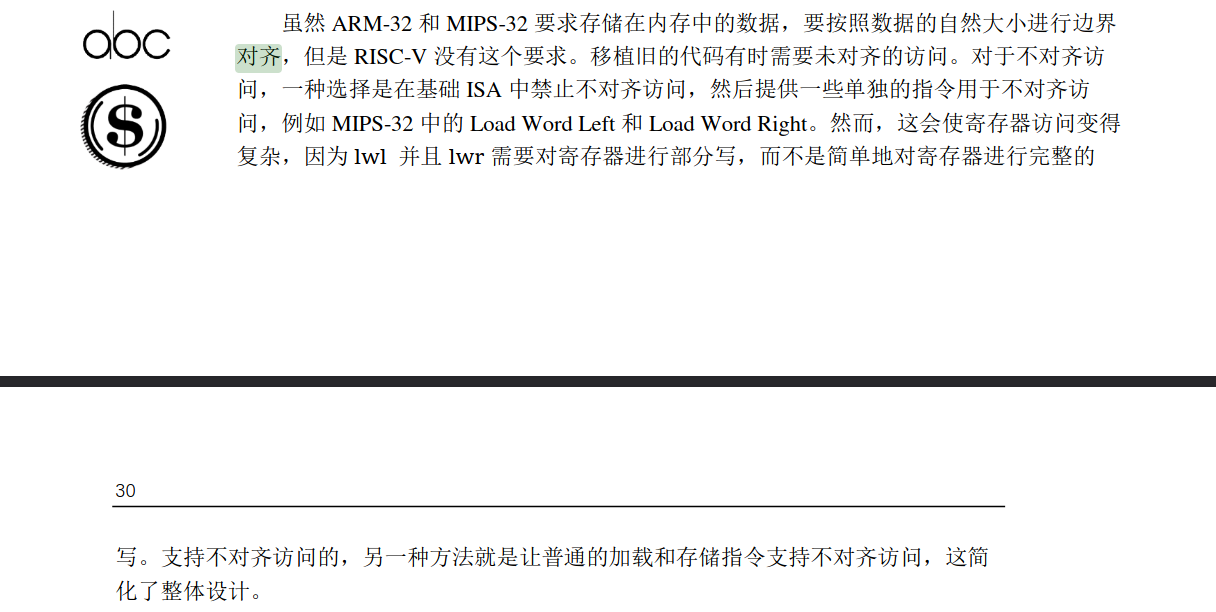 abc
$
虽然 ARM-32 和 MIPS-32 要求存储在内存中的数据，要按照数据的自然大小进行边界
对齐，但是 RISC-V 没有这个要求。移植旧的代码有时需要未对齐的访问。对于不对齐访
问，一种选择是在基础 ISA 中禁止不对齐访问，然后提供一些单独的指令用于不对齐访
问，例如 MIPS-32 中的 Load Word Left 和 Load Word Right。然而，这会使寄存器访问变得
复杂，因为 lwl 并且 lwr 需要对寄存器进行部分写，而不是简单地对寄存器进行完整的
30
写。支持不对齐访问的，另一种方法就是让普通的加载和存储指令支持不对齐访问，这简
化了整体设计。